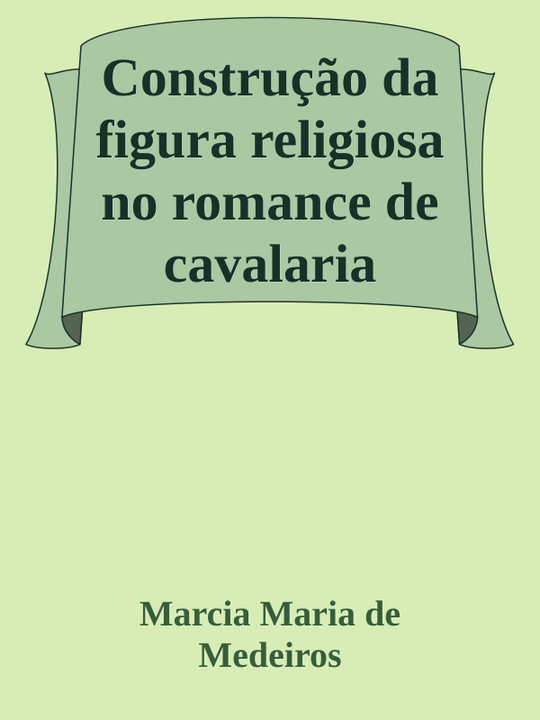 Construção da
figura religiosa
no romance de
cavalaria
Marcia Maria de
Medeiros